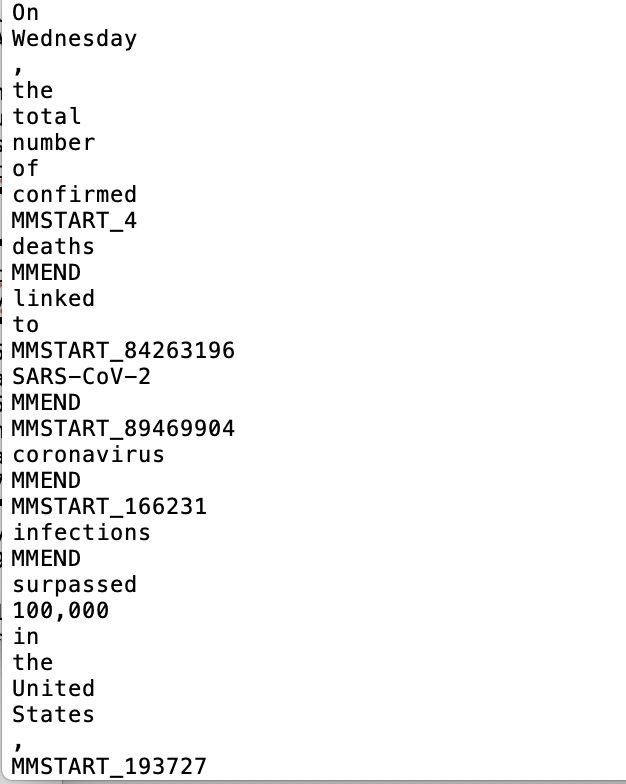 On
Wednesday
,
the
total
number
of
confirmed
MMSTART_4
deaths
MMEND
linked
to
MMSTART_84263196
SARS-CoV-2
MMEND
MMSTART_89469904
coronavirus
MMEND
MMSTART_166231
infections
MMEND
surpassed
100,000
in
the
United
States
,
MMSTART_193727